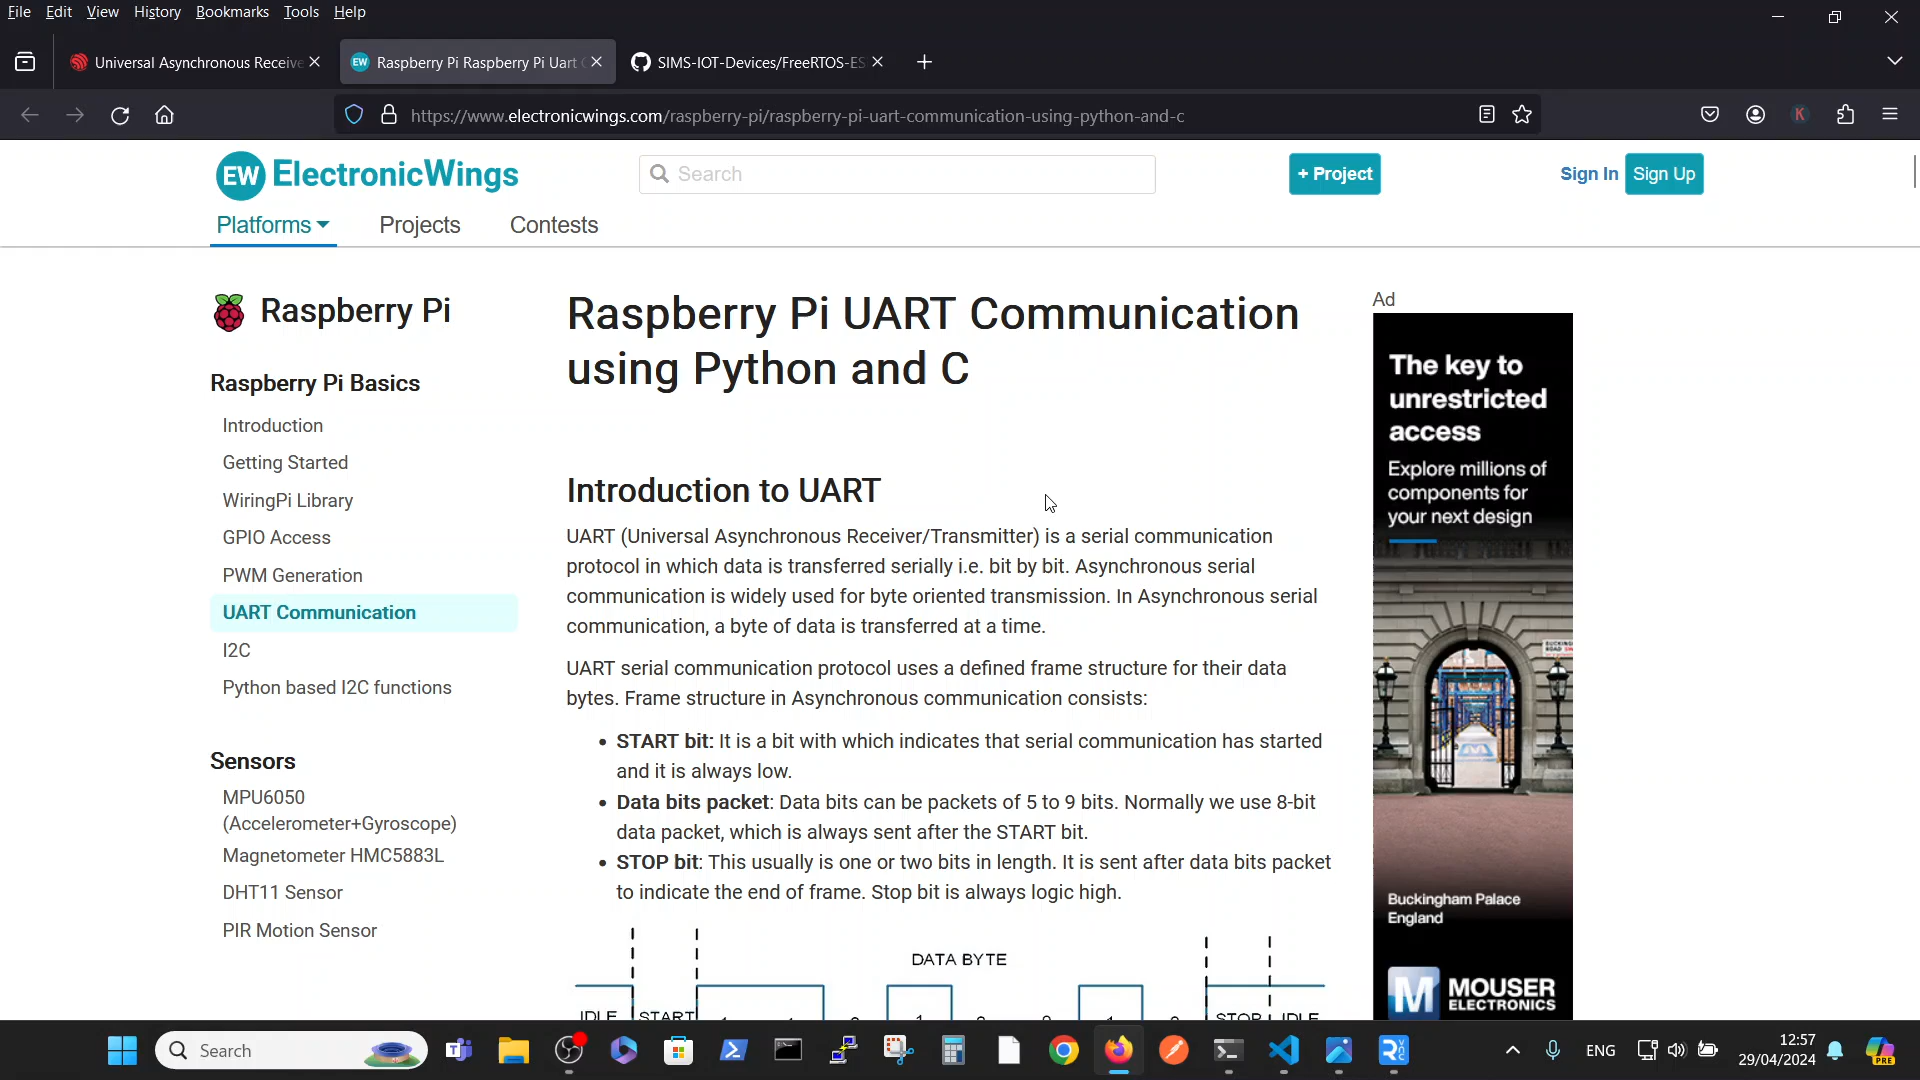 File Edit View History Bookmarks Tools Help
Universal Asynchronous Receive
Raspberry Pi Raspberry Pi Uart
SIMS-IOT-Devices/FreeRTOS-ES
https://www.electronicwings.com/raspberry-pi/raspberry-pi-uart-communication-using-python-and-c
EW ElectronicWings
Search
+ Project
Sign In Sign Up
Platforms Projects Contests
Raspberry Pi
Raspberry Pi Basics
Introduction
Getting Started
WiringPi Library
GPIO Access
PWM Generation
UART Communication
I2C
Python based I2C functions
Sensors
MPU6050
(Accelerometer+Gyroscope)
Magnetometer HMC5883L
DHT11 Sensor
PIR Motion Sensor
Raspberry Pi UART Communication
using Python and C
Introduction to UART
UART (Universal Asynchronous Receiver/Transmitter) is a serial communication
protocol in which data is transferred serially i.e. bit by bit. Asynchronous serial
communication is widely used for byte oriented transmission. In Asynchronous serial
communication, a byte of data is transferred at a time.
UART serial communication protocol uses a defined frame structure for their data
bytes. Frame structure in Asynchronous communication consists:
• START bit: It is a bit with which indicates that serial communication has started
and it is always low.
• Data bits packet: Data bits can be packets of 5 to 9 bits. Normally we use 8-bit
data packet, which is always sent after the START bit.
• STOP bit: This usually is one or two bits in length. It is sent after data bits packet
to indicate the end of frame. Stop bit is always logic high.
DATA BYTE
IDLE START STOP IDLE
Ad
The key to
unrestricted
access
Explore millions of
components for
your next design
Buckingham Palace
England
M MOUSER
ELECTRONICS
Search
ENG
12:57
29/04/2024
PRE